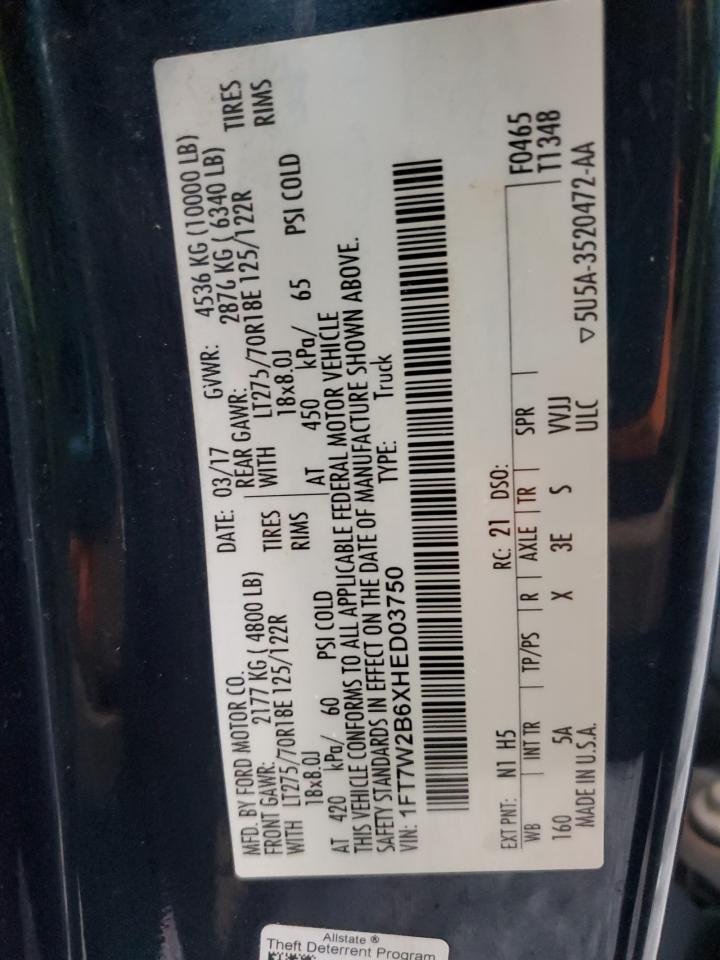 MFD. BY FORD MOTOR CO.
DATE: 03/17 GVWR: 4536 KG (10000 LB)
FRONT GAWR: 2177 KG ( 4800 LB)
REAR GAWR: 2876 KG ( 6340 LB)
WITH LT275/70R18E 125/122R TIRES
WITH LT275/70R18E 125/122R TIRES
18x8.0J RIMS
18x8.0J RIMS
AT 420 kPa/ 60 PSI COLD
AT 450 kPa/ 65 PSI COLD
THIS VEHICLE CONFORMS TO ALL APPLICABLE FEDERAL MOTOR VEHICLE
SAFETY STANDARDS IN EFFECT ON THE DATE OF MANUFACTURE SHOWN ABOVE.
VIN: 1FT7W2B6XHED03750 TYPE: Truck
F0465
T1348
EXT PNT: N1 H5 RC: 21 DSO:
WB INT TR TP/PS R AXLE TR SPR
160 5A X 3E S VVJJ
MADE IN U.S.A. ULC
▽5U5A-3520472-AA
Allstate ®
Theft Deterrent Program